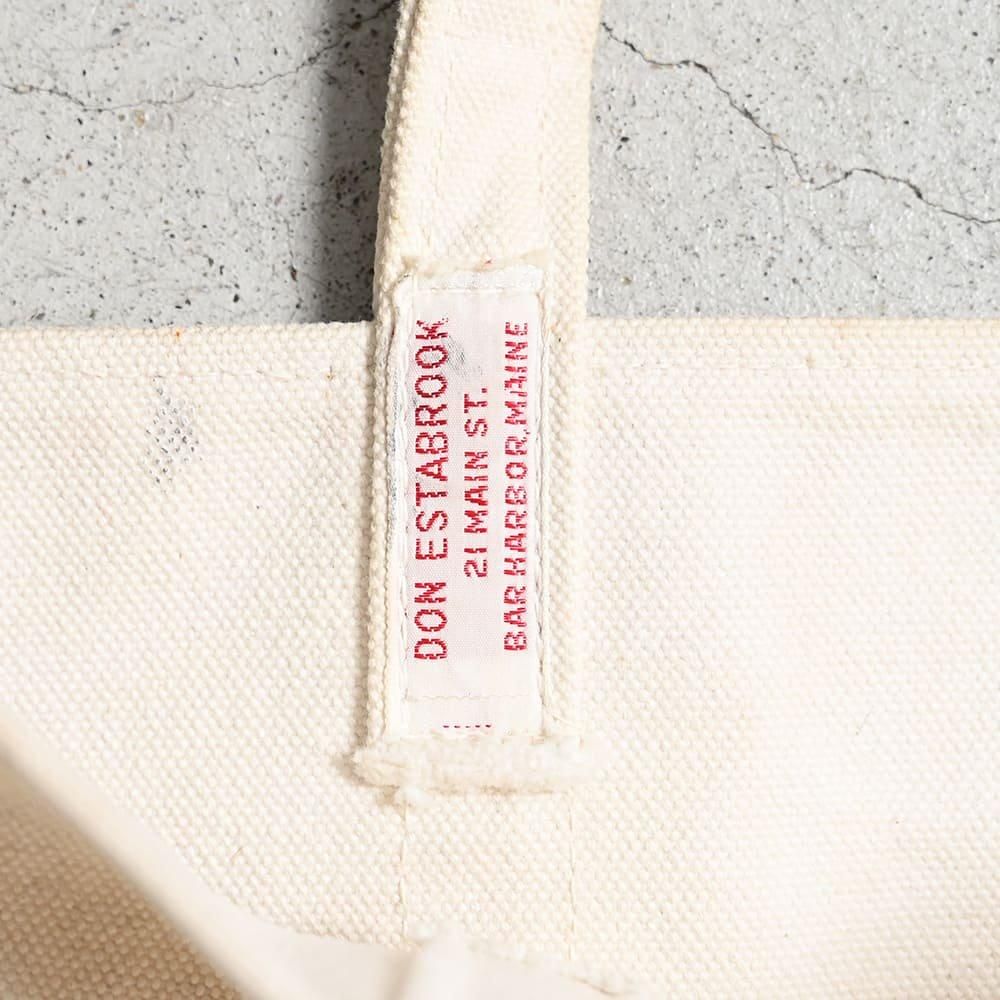 DON ESTABROOK
21 MAIN ST.
BAR HARBOR, MAINE